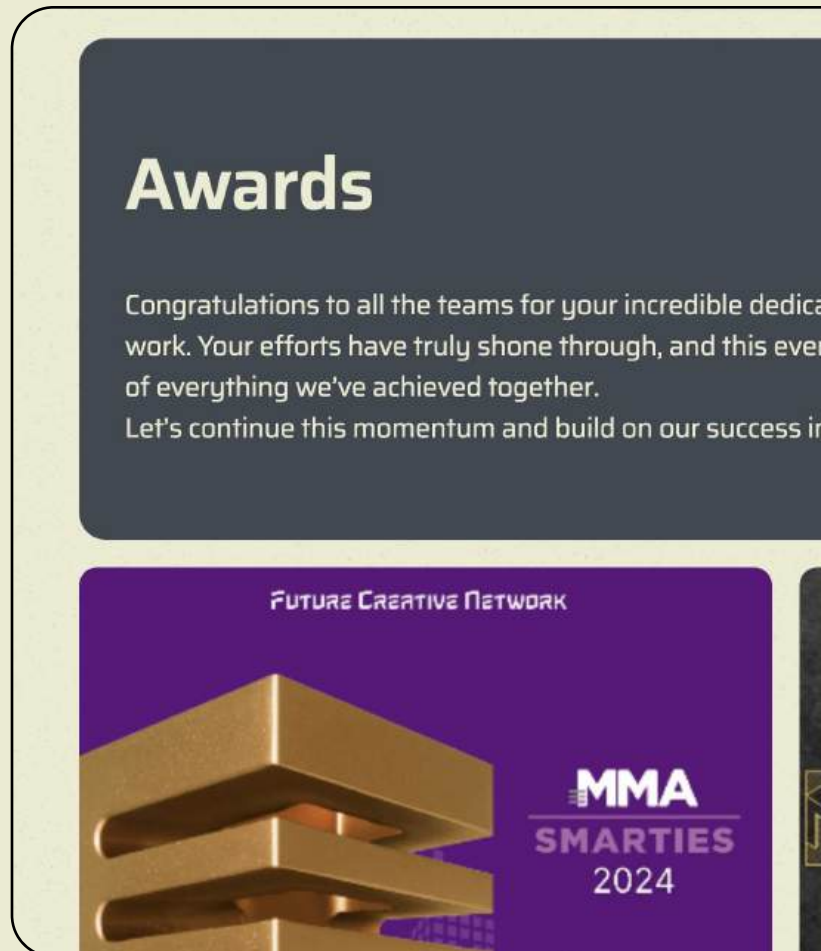 Awards
Congratulations to all the teams for your incredible
work. Your efforts have truly shone through, and this
of everything we've achieved together.
Let's continue this momentum and build on our success
FUTURE CREATIVE NETWORK
MMA
SMARTIES
2024